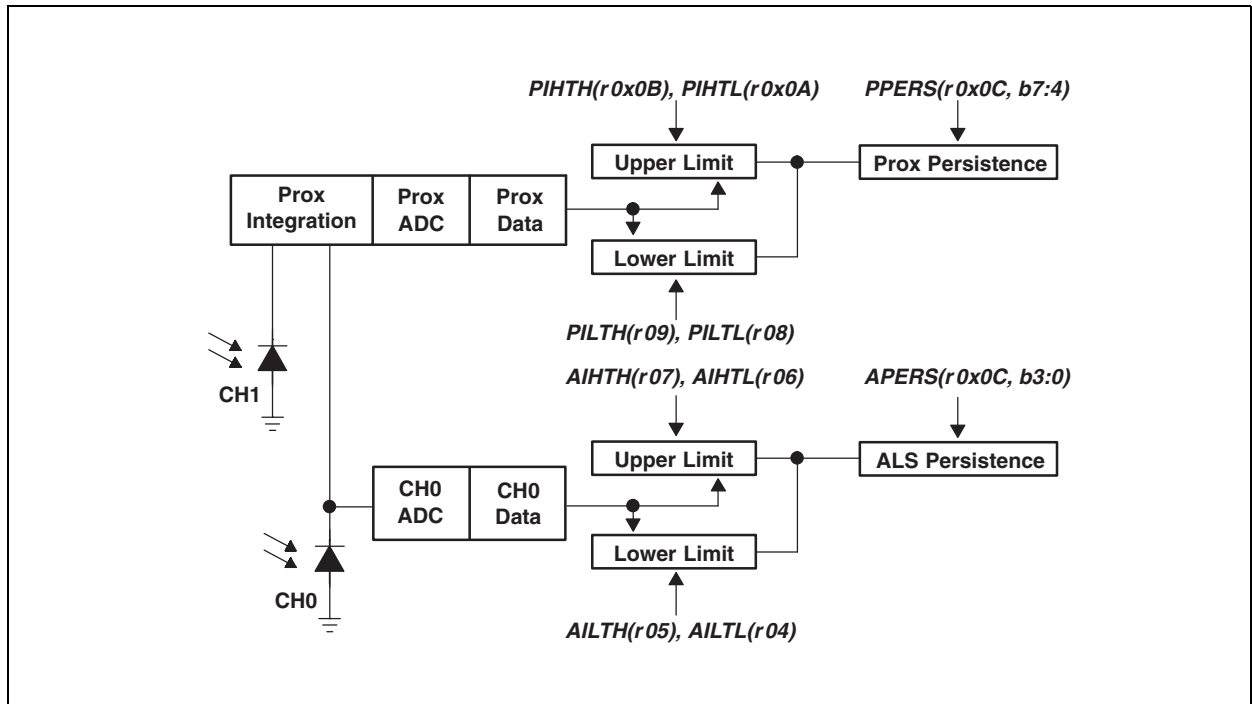 PIHTH(r0x0B), PIHTL(r0x0A)
PPERS(r0x0C, b7:4)
Upper Limit
Prox Persistence
Prox
Integration
Prox
ADC
Prox
Data
Lower Limit
PILTH(r09), PILTL(r08)
CH1
AIHTH(r07), AIHTL(r06)
APERS(r0x0C, b3:0)
Upper Limit
ALS Persistence
CH0
ADC
CH0
Data
Lower Limit
CH0
AILTH(r05), AILTL(r04)